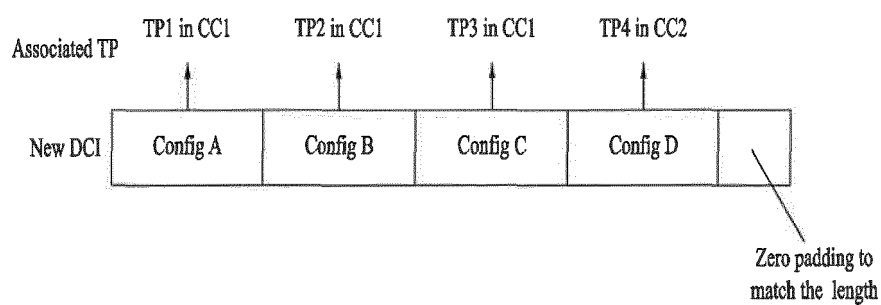 Associated TP
TP1 in CC1
TP2 in CC1
TP3 in CC1
TP4 in CC2
New DCI
Config A
Config B
Config C
Config D
Zero padding to
match the length